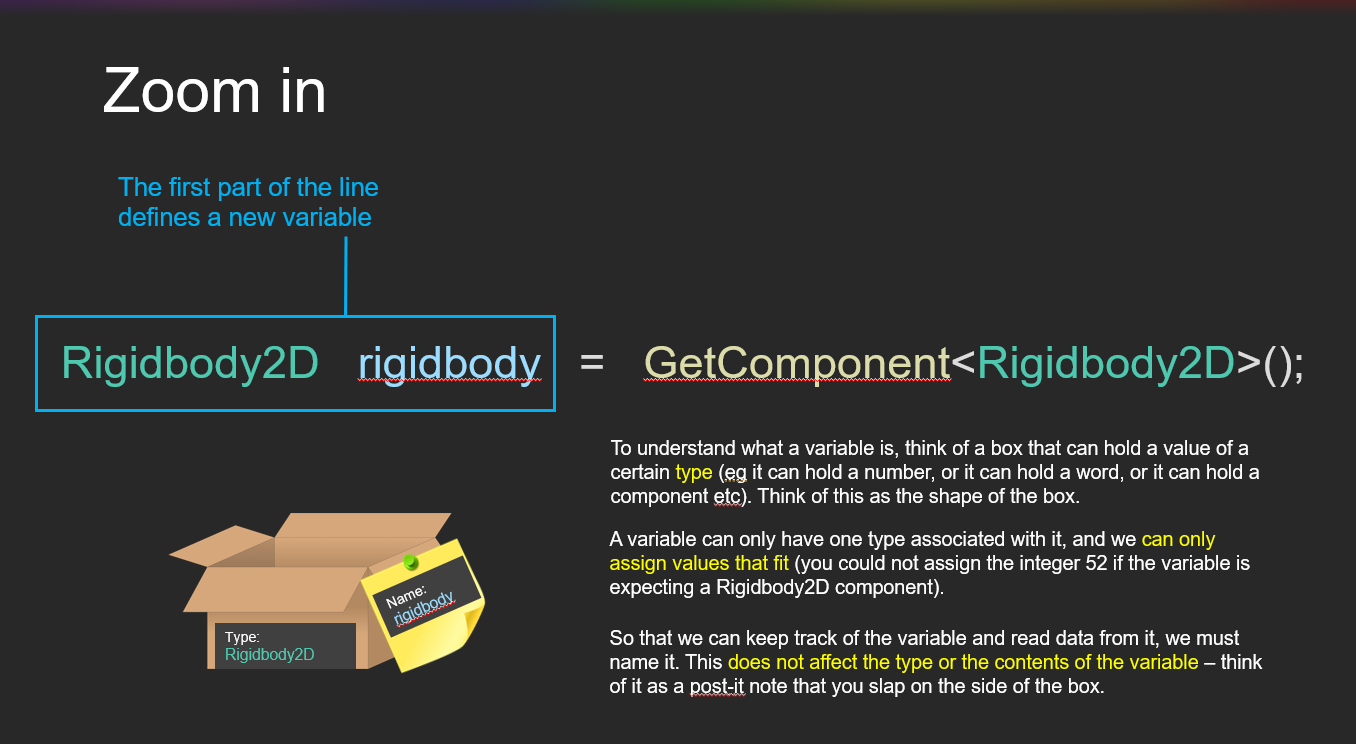 Zoom in
The first part of the line
defines a new variable
Rigidbody2D rigidbody = GetComponent<Rigidbody2D>();
To understand what a variable is, think of a box that can hold a value of a
certain type (eg it can hold a number, or it can hold a word, or it can hold a
component etc). Think of this as the shape of the box.
A variable can only have one type associated with it, and we can only
assign values that fit (you could not assign the integer 52 if the variable is
expecting a Rigidbody2D component).
So that we can keep track of the variable and read data from it, we must
name it. This does not affect the type or the contents of the variable – think
of it as a post-it note that you slap on the side of the box.
Name:
rigidbody
Type:
Rigidbody2D